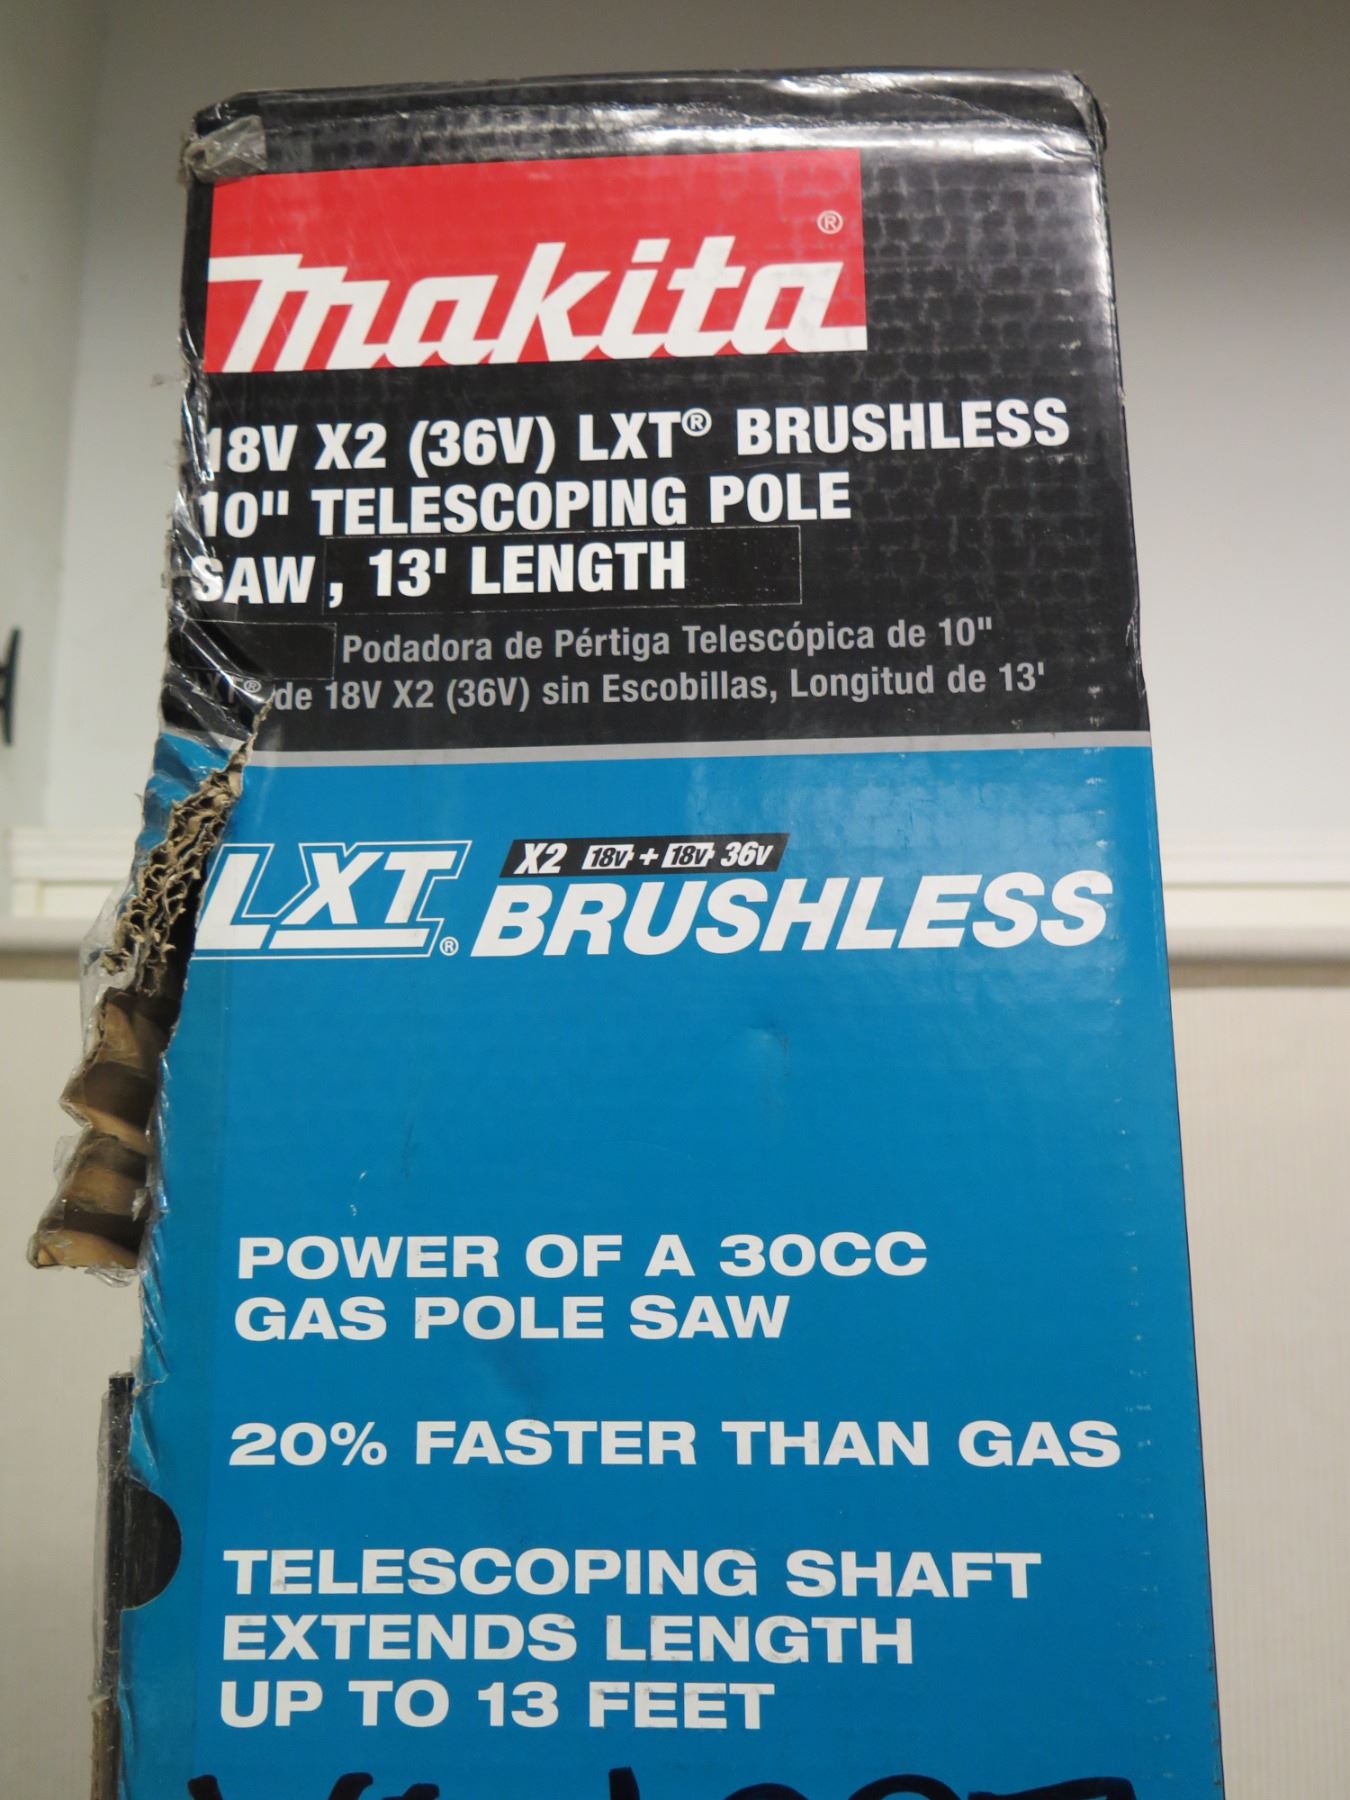 makita®
18V X2 (36V) LXT® BRUSHLESS
10" TELESCOPING POLE
SAW, 13' LENGTH
Podadora de Pértiga Telescópica de 10"
LXT® de 18V X2 (36V) sin Escobillas, Longitud de 13'
X2 18V + 18V 36V
LXT® BRUSHLESS
POWER OF A 30CC
GAS POLE SAW
20% FASTER THAN GAS
TELESCOPING SHAFT
EXTENDS LENGTH
UP TO 13 FEET